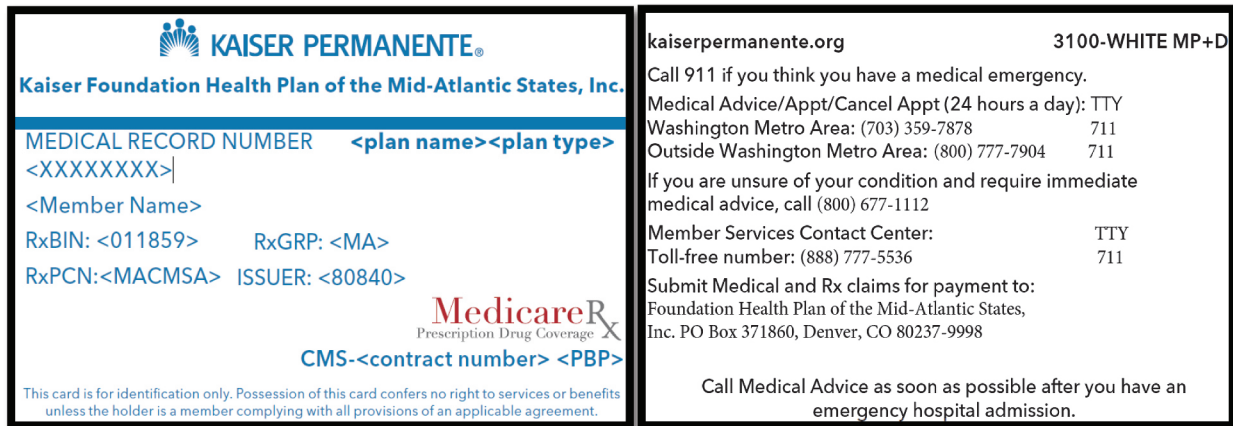 KAISER PERMANENTE®
Kaiser Foundation Health Plan of the Mid-Atlantic States, Inc.
MEDICAL RECORD NUMBER <plan name><plan type>
<XXXXXXXX>
<Member Name>
RxBIN: <011859> RxGRP: <MA>
RxPCN:<MACMSA> ISSUER: <80840>
MedicareRx
Prescription Drug Coverage
CMS-<contract number> <PBP>
This card is for identification only. Possession of this card confers no right to services or benefits
unless the holder is a member complying with all provisions of an applicable agreement.
kaiserpermanente.org 3100-WHITE MP+D
Call 911 if you think you have a medical emergency.
Medical Advice/Appt/Cancel Appt (24 hours a day): TTY
Washington Metro Area: (703) 359-7878 711
Outside Washington Metro Area: (800) 777-7904 711
If you are unsure of your condition and require immediate
medical advice, call (800) 677-1112
Member Services Contact Center: TTY
Toll-free number: (888) 777-5536 711
Submit Medical and Rx claims for payment to:
Foundation Health Plan of the Mid-Atlantic States,
Inc. PO Box 371860, Denver, CO 80237-9998
Call Medical Advice as soon as possible after you have an
emergency hospital admission.